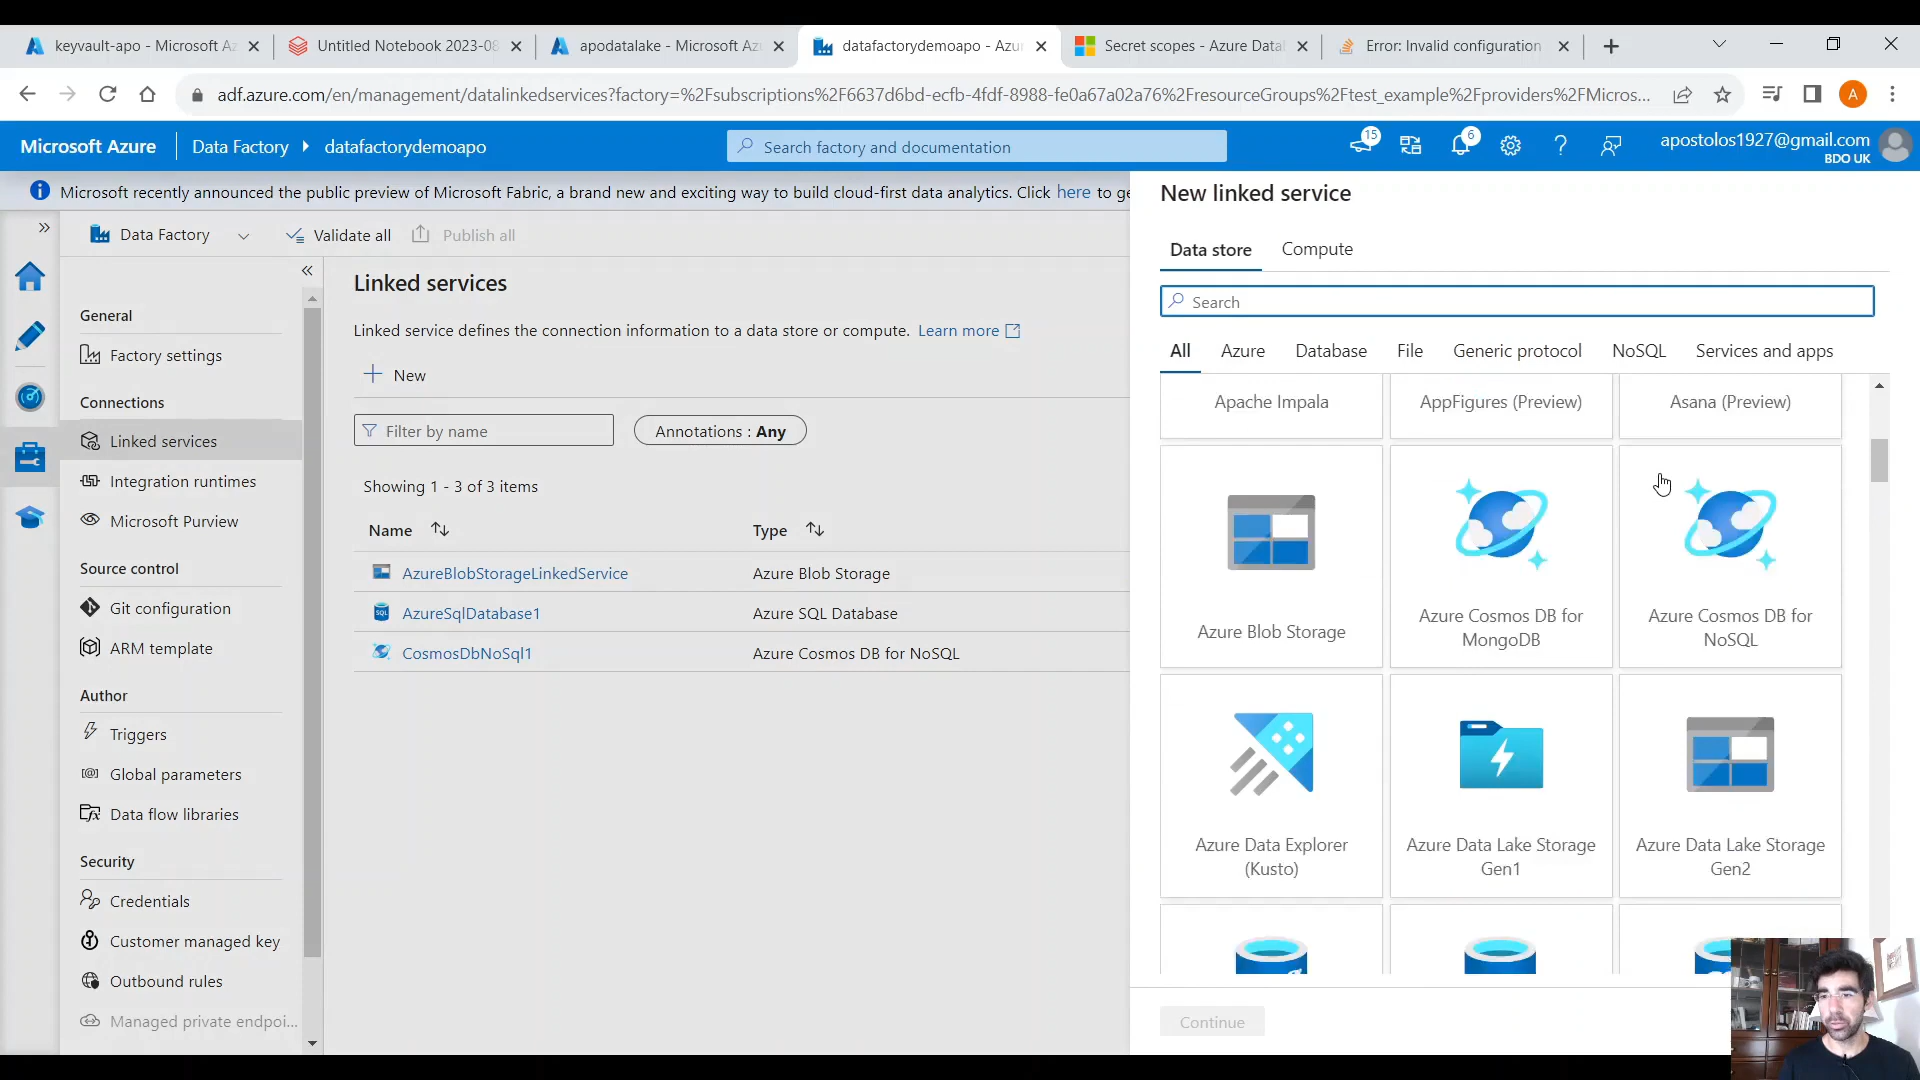 keyvault-apo - Microsoft Az
Untitled Notebook 2023-08
apodatalake - Microsoft Azu
datafactorydemoapo - Azur
Secret scopes - Azure Datal
Error: Invalid configuration
adf.azure.com/en/management/datalinkedservices?factory=%2Fsubscriptions%2F6637d6bd-ecfb-4fdf-8988-fe0a67a02a76%2FresourceGroups%2Ftest_example%2Fproviders%2FMicros...
A
Microsoft Azure
Data Factory
datafactorydemoapo
Search factory and documentation
15
6
apostolos1927@gmail.com
BDO UK
Microsoft recently announced the public preview of Microsoft Fabric, a brand new and exciting way to build cloud-first data analytics. Click here to ge
Data Factory
Validate all
Publish all
General
Factory settings
Connections
Linked services
Integration runtimes
Microsoft Purview
Source control
Git configuration
ARM template
Author
Triggers
Global parameters
Data flow libraries
Security
Credentials
Customer managed key
Outbound rules
Managed private endpoi...
Linked services
Linked service defines the connection information to a data store or compute. Learn more
New
Filter by name
Annotations : Any
Showing 1 - 3 of 3 items
Name
Type
AzureBlobStorageLinkedService
Azure Blob Storage
AzureSqlDatabase1
Azure SQL Database
CosmosDbNoSql1
Azure Cosmos DB for NoSQL
New linked service
Data store
Compute
Search
All
Azure
Database
File
Generic protocol
NoSQL
Services and apps
Apache Impala
AppFigures (Preview)
Asana (Preview)
Azure Blob Storage
Azure Cosmos DB for
MongoDB
Azure Cosmos DB for
NoSQL
Azure Data Explorer
(Kusto)
Azure Data Lake Storage
Gen1
Azure Data Lake Storage
Gen2
Continue